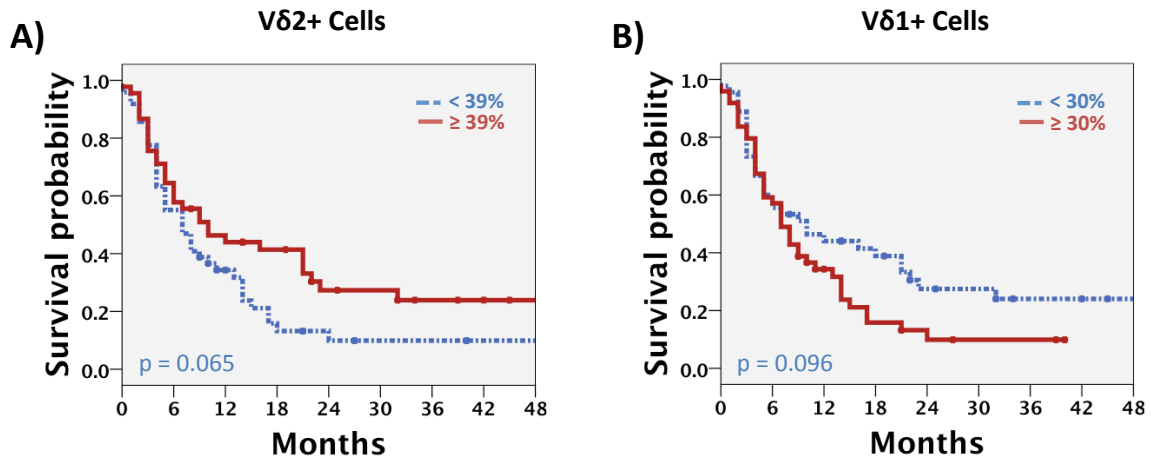 A)
Vδ2+ Cells
Survival probability
1.0
0.8
0.6
0.4
0.2
0.0
< 39%
≥ 39%
p = 0.065
0 6 12 18 24 30 36 42 48
Months
B)
Vδ1+ Cells
Survival probability
1.0
0.8
0.6
0.4
0.2
0.0
< 30%
≥ 30%
p = 0.096
0 6 12 18 24 30 36 42 48
Months